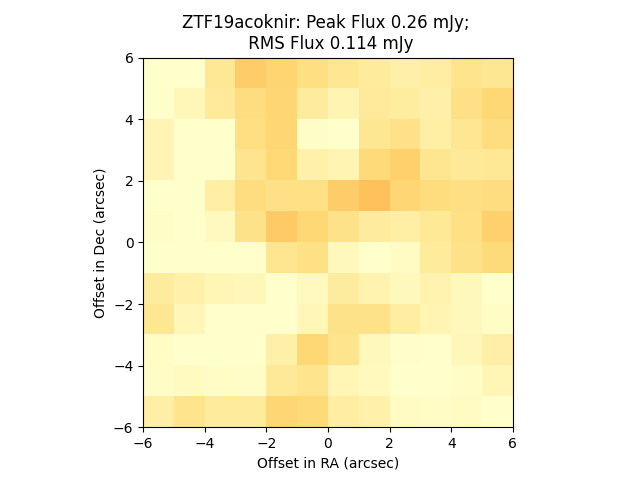 ZTF19acoknir: Peak Flux 0.26 mJy;
RMS Flux 0.114 mJy
6
4
2
0
−2
−4
−6
Offset in Dec (arcsec)
−6 −4 −2 0 2 4 6
Offset in RA (arcsec)